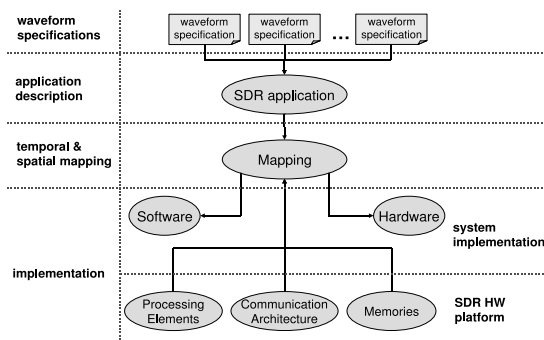 waveform
specifications
waveform
specification
waveform
specification
...
waveform
specification
application
description
SDR application
temporal &
spatial mapping
Mapping
Software
Hardware
system
implementation
implementation
Processing
Elements
Communication
Architecture
Memories
SDR HW
platform